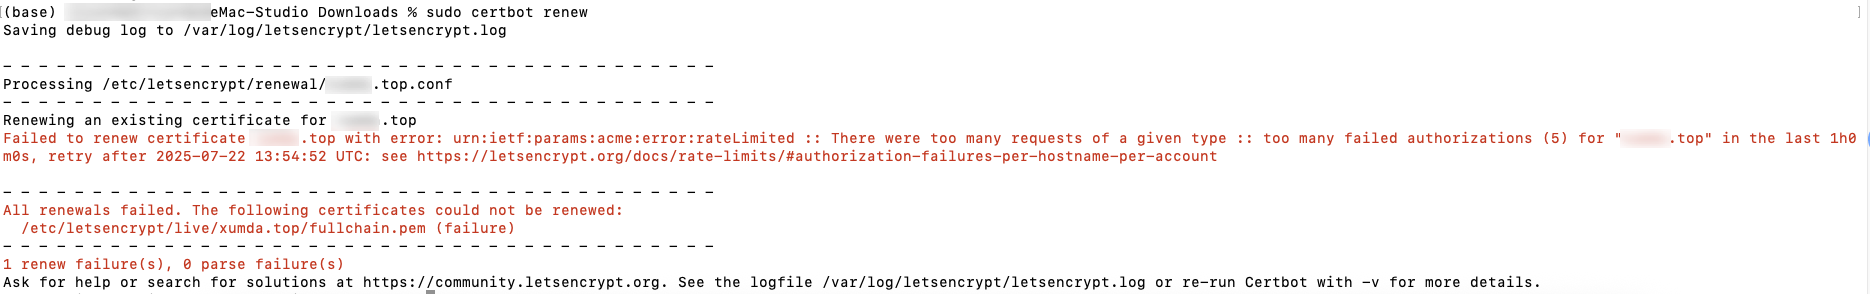 (base) eMac-Studio Downloads % sudo certbot renew
Saving debug log to /var/log/letsencrypt/letsencrypt.log
- - - - - - - - - - - - - - - - - - - - - - - - - - - - - - - - - - - - - - - -
Processing /etc/letsencrypt/renewal/.top.conf
- - - - - - - - - - - - - - - - - - - - - - - - - - - - - - - - - - - - - - - -
Renewing an existing certificate for .top
Failed to renew certificate .top with error: urn:ietf:params:acme:error:rateLimited :: There were too many requests of a given type :: too many failed authorizations (5) for ".top" in the last 1h0
m0s, retry after 2025-07-22 13:54:52 UTC: see https://letsencrypt.org/docs/rate-limits/#authorization-failures-per-hostname-per-account
- - - - - - - - - - - - - - - - - - - - - - - - - - - - - - - - - - - - - - - -
All renewals failed. The following certificates could not be renewed:
/etc/letsencrypt/live/xumda.top/fullchain.pem (failure)
- - - - - - - - - - - - - - - - - - - - - - - - - - - - - - - - - - - - - - - -
1 renew failure(s), 0 parse failure(s)
Ask for help or search for solutions at https://community.letsencrypt.org. See the logfile /var/log/letsencrypt/letsencrypt.log or re-run Certbot with -v for more details.